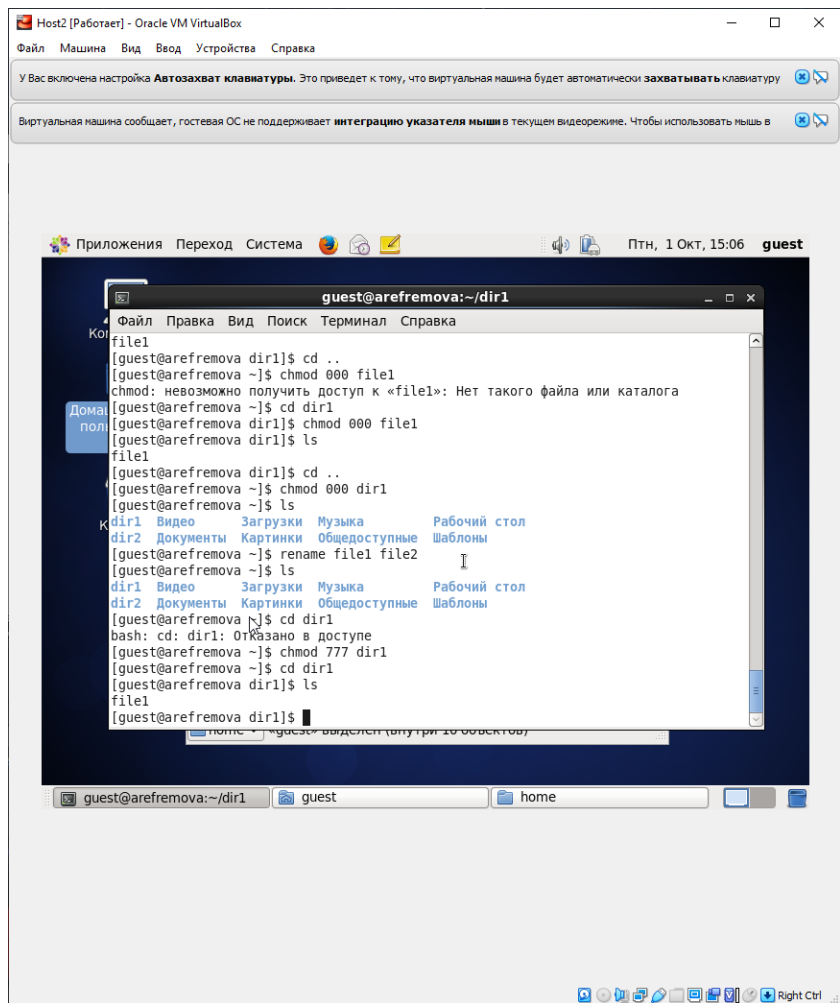 Host2 [Работает] - Oracle VM VirtualBox
Файл Машина Вид Ввод Устройства Справка
У Вас включена настройка Автозахват клавиатуры. Это приведет к тому, что виртуальная машина будет автоматически захватывать клавиатуру
Виртуальная машина сообщает, гостевая ОС не поддерживает интеграцию указателя мыши в текущем видеорежиме. Чтобы использовать мышь в
Приложения Переход Система Птн, 1 Окт, 15:06 guest
guest@arefremova:~/dir1
Файл Правка Вид Поиск Терминал Справка
file1
[guest@arefremova dir1]$ cd ..
[guest@arefremova ~]$ chmod 000 file1
chmod: невозможно получить доступ к «file1»: Нет такого файла или каталога
[guest@arefremova ~]$ cd dir1
[guest@arefremova dir1]$ chmod 000 file1
[guest@arefremova dir1]$ ls
file1
[guest@arefremova dir1]$ cd ..
[guest@arefremova ~]$ chmod 000 dir1
[guest@arefremova ~]$ ls
dir1 Видео Загрузки Музыка Рабочий стол
dir2 Документы Картинки Общедоступные Шаблоны
[guest@arefremova ~]$ rename file1 file2
[guest@arefremova ~]$ ls
dir1 Видео Загрузки Музыка Рабочий стол
dir2 Документы Картинки Общедоступные Шаблоны
[guest@arefremova ~]$ cd dir1
bash: cd: dir1: Отказано в доступе
[guest@arefremova ~]$ chmod 777 dir1
[guest@arefremova ~]$ cd dir1
[guest@arefremova dir1]$ ls
file1
[guest@arefremova dir1]$
home «guest» выделен (внутри 16 объектов)
guest@arefremova:~/dir1 guest home
Right Ctrl